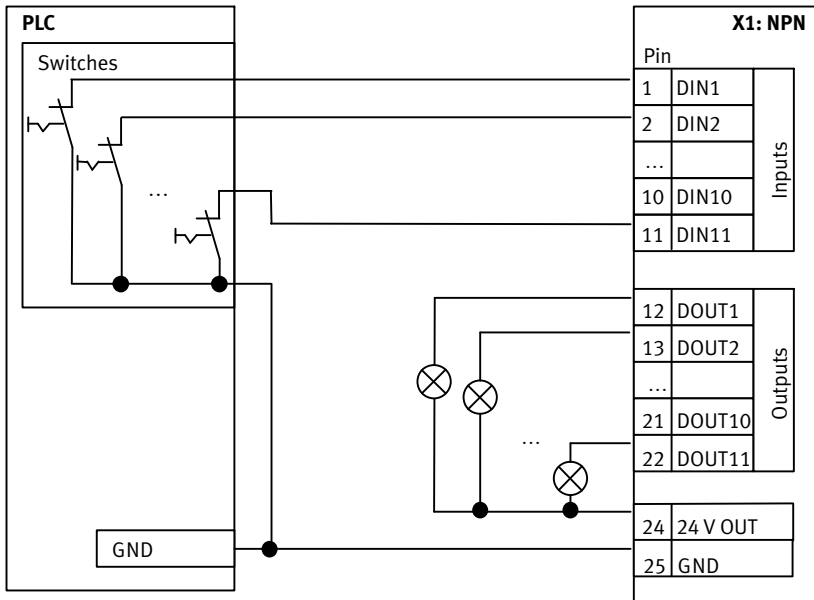 PLC
Switches
…
GND
X1: NPN
Pin
1 DIN1
2 DIN2
...
10 DIN10
11 DIN11
Inputs
12 DOUT1
13 DOUT2
...
21 DOUT10
22 DOUT11
Outputs
…
24 24 V OUT
25 GND